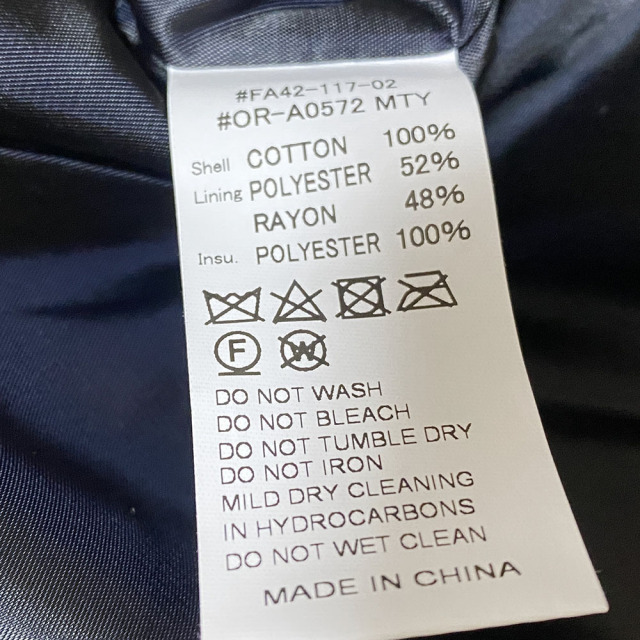 #FA42-117-02
#OR-A0572 MTY
Shell COTTON 100%
Lining POLYESTER 52%
RAYON 48%
Insu. POLYESTER 100%
F W
DO NOT WASH
DO NOT BLEACH
DO NOT TUMBLE DRY
DO NOT IRON
MILD DRY CLEANING
IN HYDROCARBONS
DO NOT WET CLEAN
MADE IN CHINA